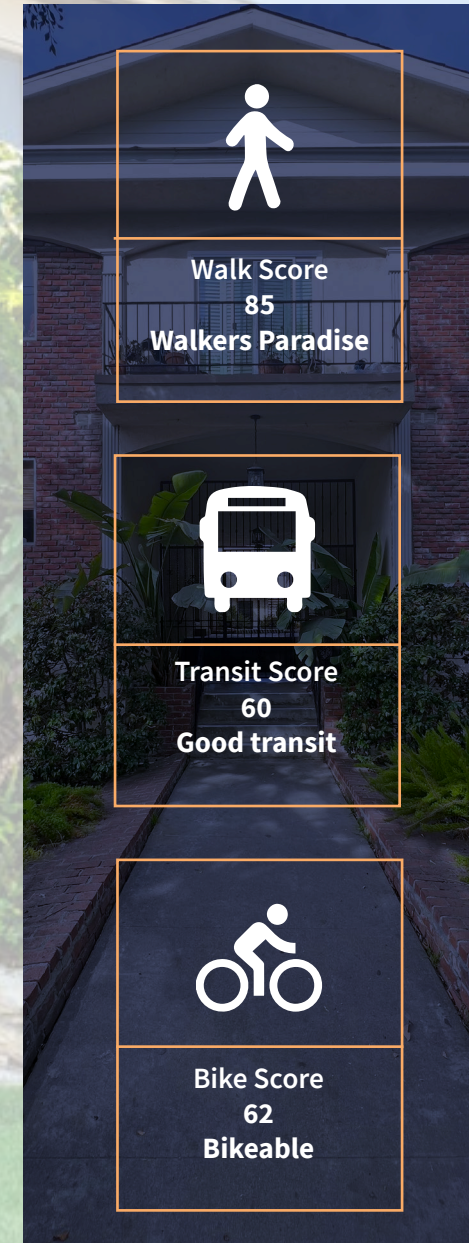 Walk Score
85
Walkers Paradise
Transit Score
60
Good transit
Bike Score
62
Bikeable